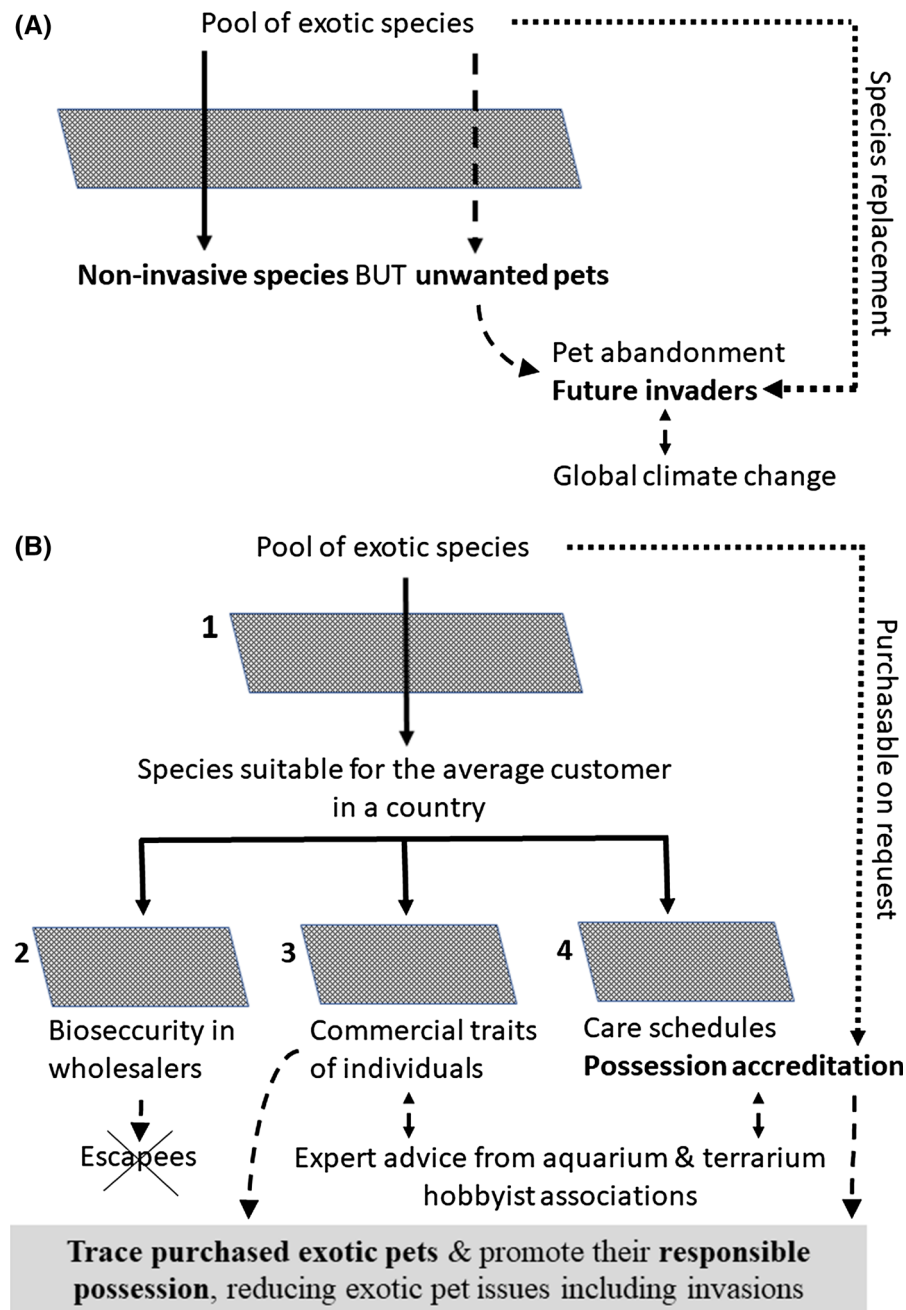 (A)
Pool of exotic species
Species replacement
Non-invasive species BUT unwanted pets
Pet abandonment
Future invaders
Global climate change
(B)
Pool of exotic species
Purchasable on request
1
Species suitable for the average customer
in a country
2
Bioseccurity in
wholesalers
Escapees
3
Commercial traits
of individuals
4
Care schedules
Possession accreditation
Expert advice from aquarium & terrarium
hobbyist associations
Trace purchased exotic pets & promote their responsible
possession, reducing exotic pet issues including invasions